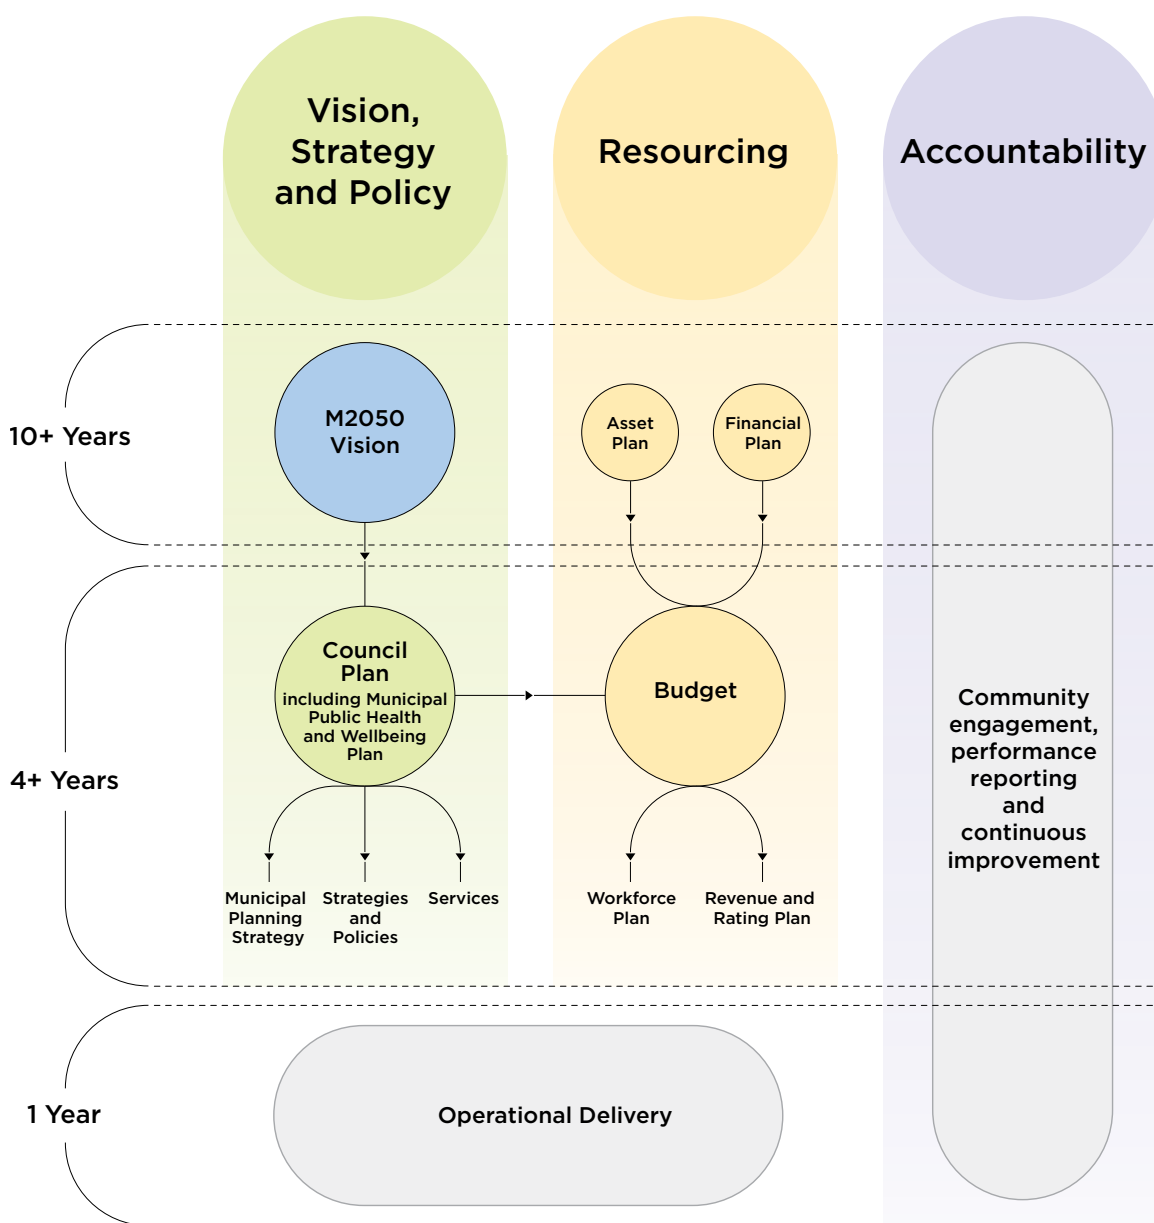 Vision,
Strategy
and Policy
Resourcing
Accountability
10+ Years
M2050
Vision
Asset
Plan
Financial
Plan
4+ Years
Council
Plan
including Municipal
Public Health
and Wellbeing
Plan
Budget
Community
engagement,
performance
reporting
and
continuous
improvement
Municipal
Planning
Strategy
Strategies
and
Policies
Services
Workforce
Plan
Revenue and
Rating Plan
1 Year
Operational Delivery